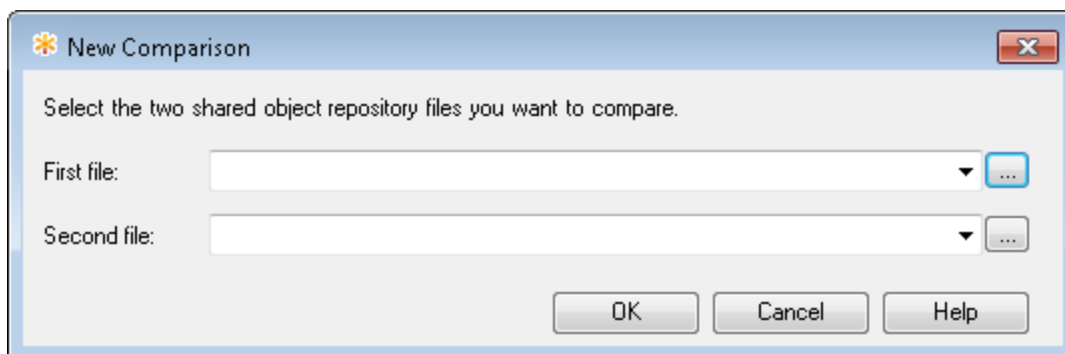 New Comparison
Select the two shared object repository files you want to compare.
First file:
...
Second file:
...
OK Cancel Help